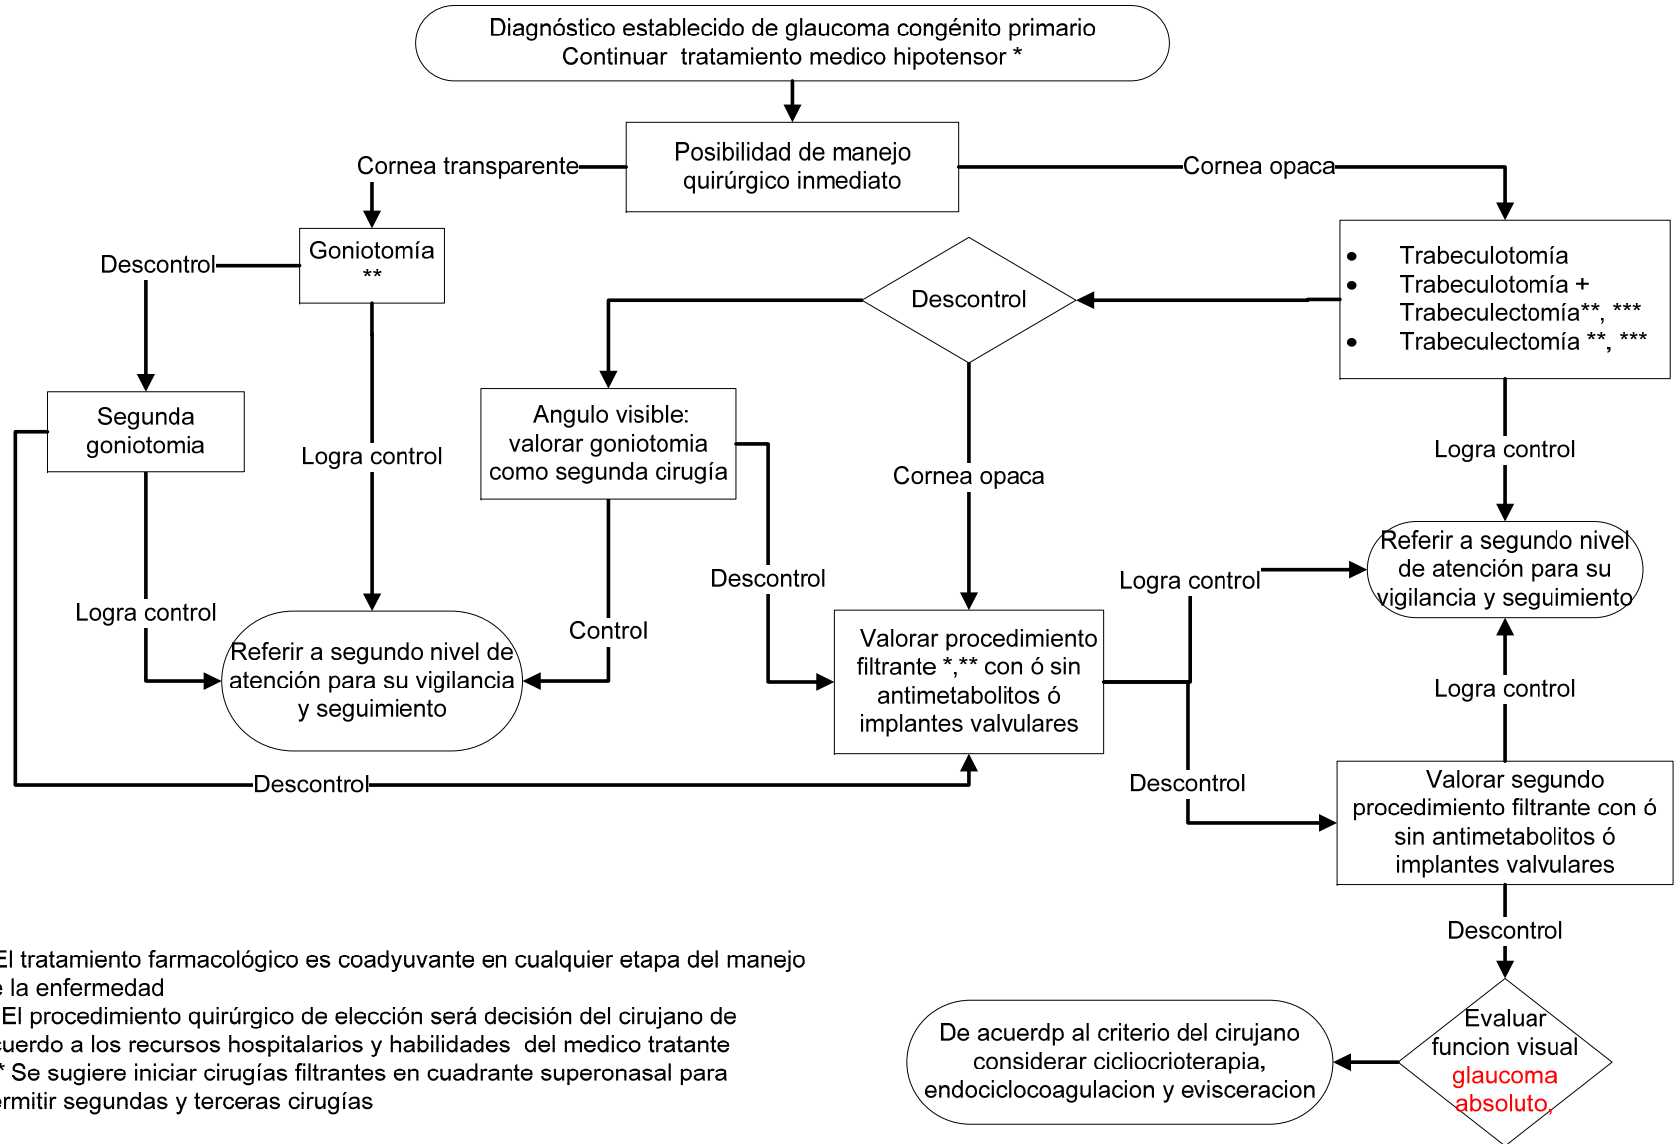 Diagnóstico establecido de glaucoma congénito primario
Continuar tratamiento medico hipotensor *
Posibilidad de manejo
quirúrgico inmediato
Cornea transparente
Cornea opaca
Goniotomía
**
Descontrol
Trabeculotomía
Trabeculotomía +
Trabeculectomía**, ***
Trabeculectomía **, ***
Descontrol
Segunda
goniotomia
Logra control
Angulo visible:
valorar goniotomia
como segunda cirugía
Cornea opaca
Logra control
Referir a segundo nivel
de atención para su
vigilancia y seguimiento
Descontrol
Logra control
Logra control
Control
Referir a segundo nivel de
atención para su vigilancia
y seguimiento
Valorar procedimiento
filtrante *,** con ó sin
antimetabolitos ó
implantes valvulares
Logra control
Descontrol
Descontrol
Valorar segundo
procedimiento filtrante con ó
sin antimetabolitos ó
implantes valvulares
Descontrol
El tratamiento farmacológico es coadyuvante en cualquier etapa del manejo
e la enfermedad
El procedimiento quirúrgico de elección será decisión del cirujano de
cuerdo a los recursos hospitalarios y habilidades del medico tratante
* Se sugiere iniciar cirugías filtrantes en cuadrante superonasal para
ermitir segundas y terceras cirugías
De acuerdp al criterio del cirujano
considerar cicliocrioterapia,
endociclocoagulacion y evisceracion
Evaluar
funcion visual
glaucoma
absoluto,